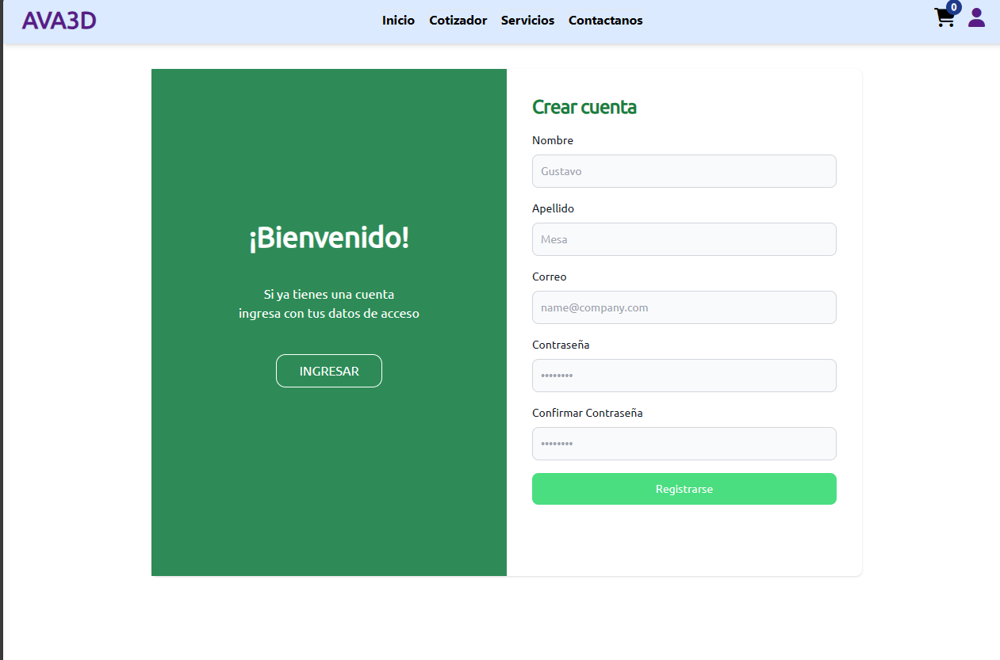 AVA3D
Inicio Cotizador Servicios Contactanos
0
¡Bienvenido!
Si ya tienes una cuenta
ingresa con tus datos de acceso
INGRESAR
Crear cuenta
Nombre
Gustavo
Apellido
Mesa
Correo
name@company.com
Contraseña
••••••••
Confirmar Contraseña
••••••••
Registrarse